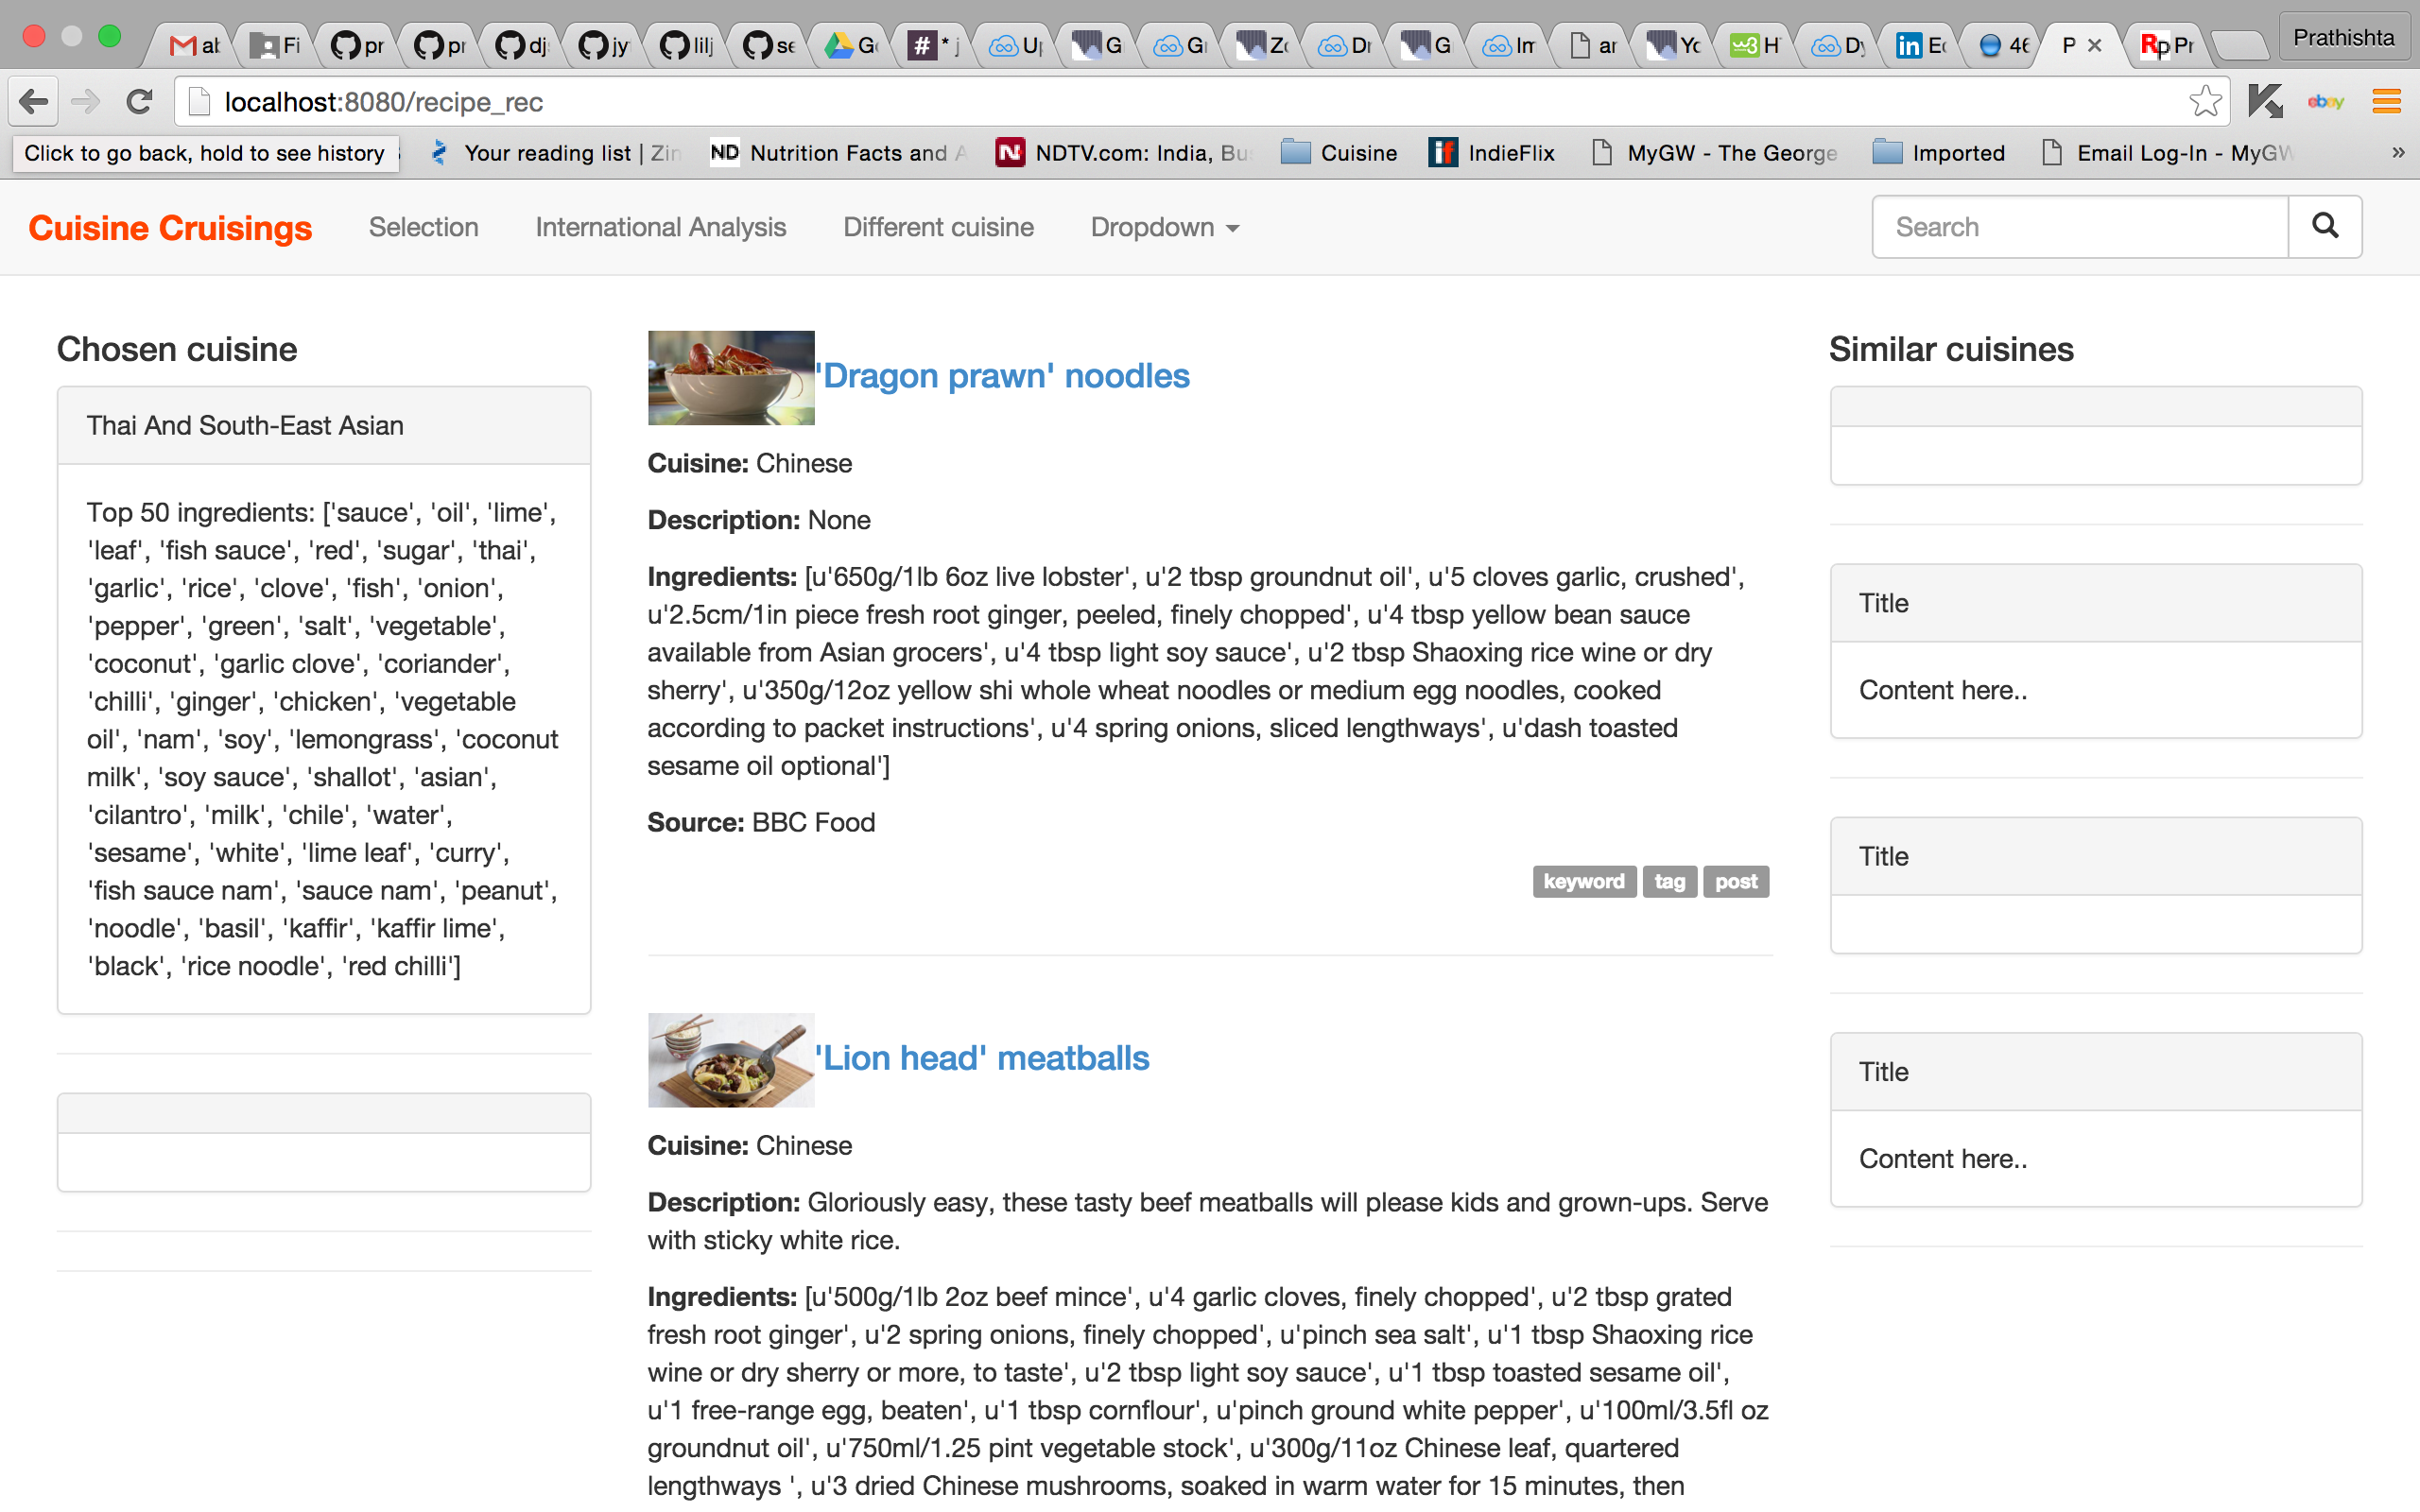 ab
Fi
pr
pr
dj
jy
lilj
se
Go
# * j
Up
G
Gr
Zo
Dr
G
Im
ar
Yo
w3 H
Dy
in Ec
46
P
Rp Pr
Prathishta
localhost:8080/recipe_rec
ebay
Click to go back, hold to see history
Your reading list | Zin
ND Nutrition Facts and A
N NDTV.com: India, Bus
Cuisine
if IndieFlix
MyGW - The George
Imported
Email Log-In - MyGW
»
Cuisine Cruisings
Selection
International Analysis
Different cuisine
Dropdown
Search
Chosen cuisine
Thai And South-East Asian
Top 50 ingredients: ['sauce', 'oil', 'lime',
'leaf', 'fish sauce', 'red', 'sugar', 'thai',
'garlic', 'rice', 'clove', 'fish', 'onion',
'pepper', 'green', 'salt', 'vegetable',
'coconut', 'garlic clove', 'coriander',
'chilli', 'ginger', 'chicken', 'vegetable
oil', 'nam', 'soy', 'lemongrass', 'coconut
milk', 'soy sauce', 'shallot', 'asian',
'cilantro', 'milk', 'chile', 'water',
'sesame', 'white', 'lime leaf', 'curry',
'fish sauce nam', 'sauce nam', 'peanut',
'noodle', 'basil', 'kaffir', 'kaffir lime',
'black', 'rice noodle', 'red chilli']
'Dragon prawn' noodles
Cuisine: Chinese
Description: None
Ingredients: [u'650g/1lb 6oz live lobster', u'2 tbsp groundnut oil', u'5 cloves garlic, crushed',
u'2.5cm/1in piece fresh root ginger, peeled, finely chopped', u'4 tbsp yellow bean sauce
available from Asian grocers', u'4 tbsp light soy sauce', u'2 tbsp Shaoxing rice wine or dry
sherry', u'350g/12oz yellow shi whole wheat noodles or medium egg noodles, cooked
according to packet instructions', u'4 spring onions, sliced lengthways', u'dash toasted
sesame oil optional']
Source: BBC Food
keyword tag post
'Lion head' meatballs
Cuisine: Chinese
Description: Gloriously easy, these tasty beef meatballs will please kids and grown-ups. Serve
with sticky white rice.
Ingredients: [u'500g/1lb 2oz beef mince', u'4 garlic cloves, finely chopped', u'2 tbsp grated
fresh root ginger', u'2 spring onions, finely chopped', u'pinch sea salt', u'1 tbsp Shaoxing rice
wine or dry sherry or more, to taste', u'2 tbsp light soy sauce', u'1 tbsp toasted sesame oil',
u'1 free-range egg, beaten', u'1 tbsp cornflour', u'pinch ground white pepper', u'100ml/3.5fl oz
groundnut oil', u'750ml/1.25 pint vegetable stock', u'300g/11oz Chinese leaf, quartered
lengthways ', u'3 dried Chinese mushrooms, soaked in warm water for 15 minutes, then
Similar cuisines
Title
Content here..
Title
Title
Content here..